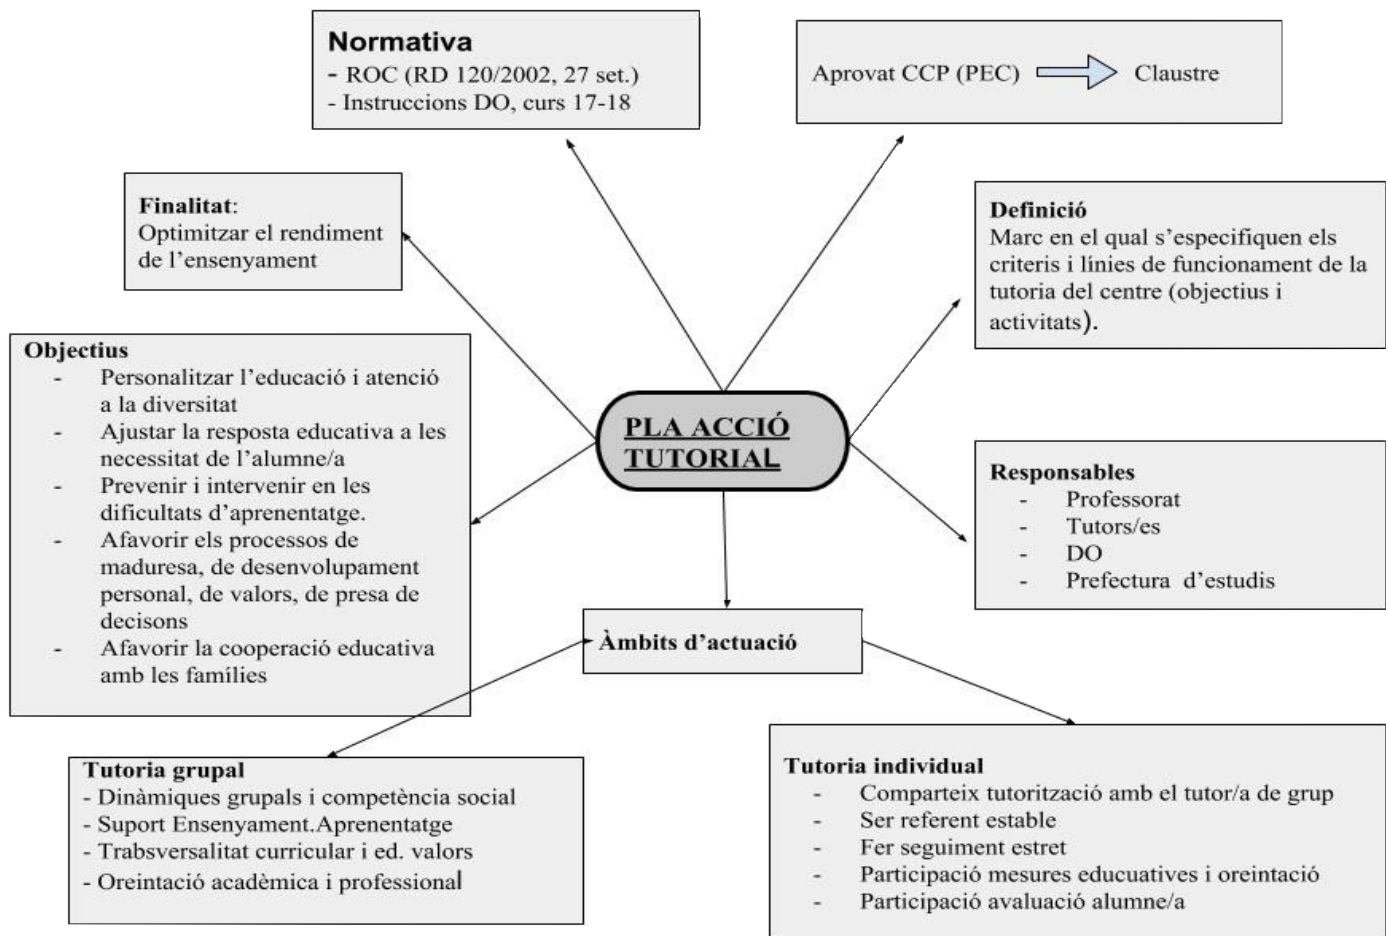 Normativa
- ROC (RD 120/2002, 27 set.)
- Instruccions DO, curs 17-18
Aprovat CCP (PEC) Claustre
Finalitat:
Optimitzar el rendiment
de l’ensenyament
Definició
Marc en el qual s’especifiquen els
criteris i línies de funcionament de la
tutoria del centre (objectius i
activitats).
Objectius
- Personalitzar l’educació i atenció
a la diversitat
- Ajustar la resposta educativa a les
necessitat de l’alumne/a
- Prevenir i intervenir en les
dificultats d’aprenentatge.
- Afavorir els processos de
maduresa, de desenvolupament
personal, de valors, de presa de
decisons
- Afavorir la cooperació educativa
amb les famílies
PLA ACCIÓ
TUTORIAL
Responsables
- Professorat
- Tutors/es
- DO
- Prefectura d’estudis
Àmbits d’actuació
Tutoria grupal
- Dinàmiques grupals i competència social
- Suport Ensenyament.Aprenentatge
- Trabsversalitat curricular i ed. valors
- Oreintació acadèmica i professional
Tutoria individual
- Comparteix tutorització amb el tutor/a de grup
- Ser referent estable
- Fer seguiment estret
- Participació mesures educuatives i oreintació
- Participació avaluació alumne/a